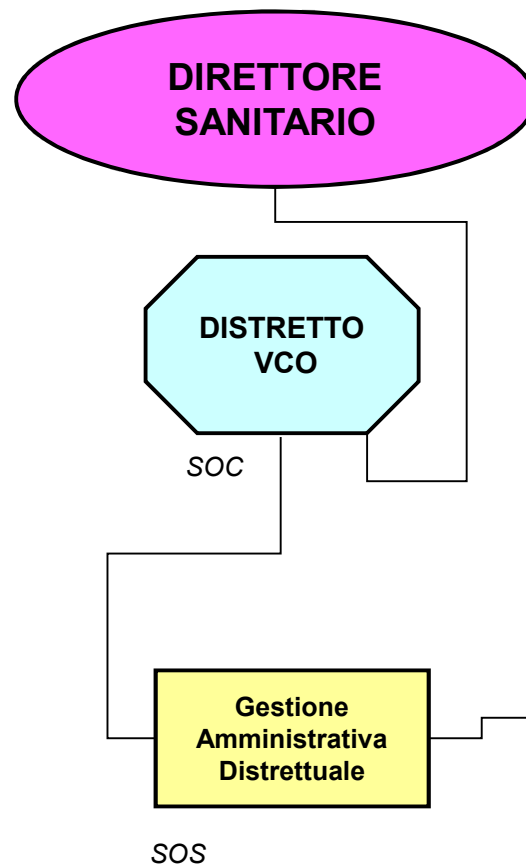 DIRETTORE
SANITARIO
DISTRETTO
VCO
SOC
Gestione
Amministrativa
Distrettuale
SOS